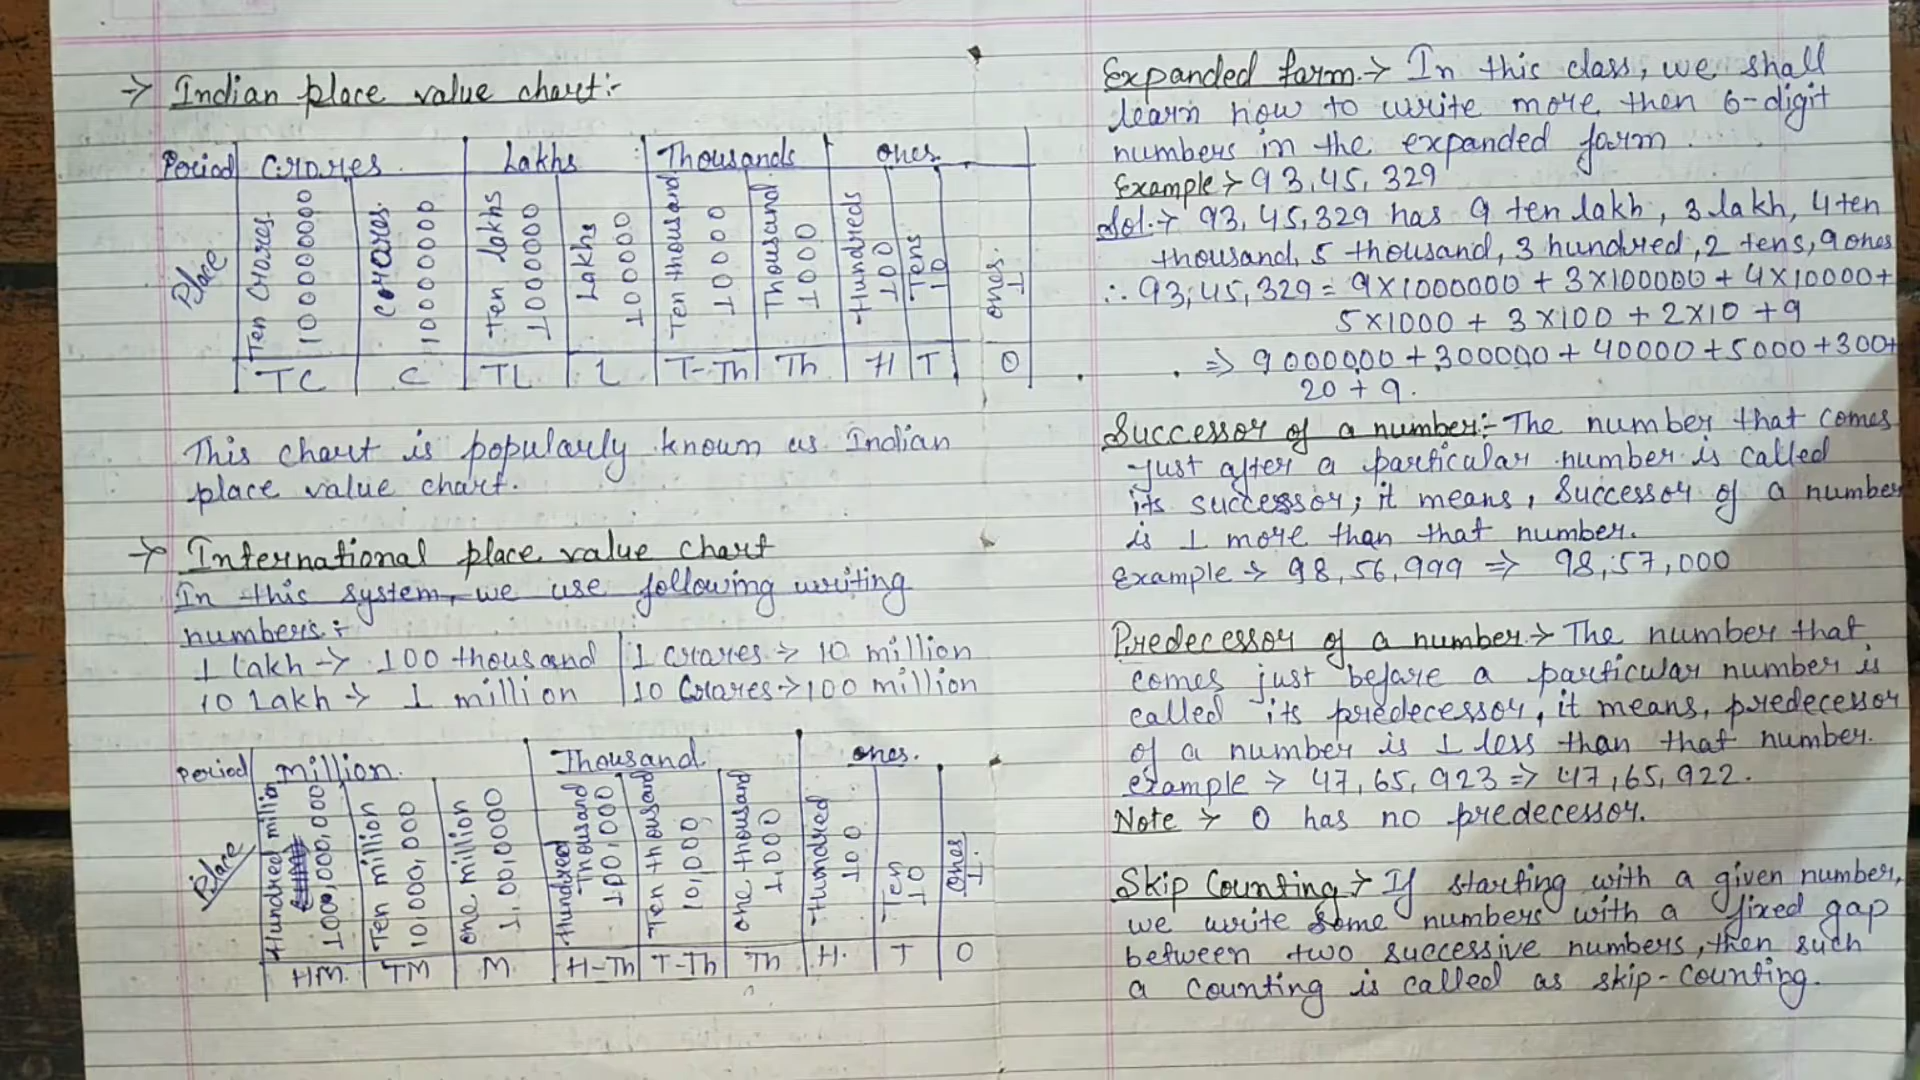 → Indian place value chart:-
Period Crores. Lakhs Thousands ones.
Place
Ten Crores. 100000000
Crores. 10000000
Ten Lakhs 1000000
Lakhs 100000
Ten thousand 10000
Thousand 1000
Hundreds 100
Tens 10
ones. 1
TC C TL L T-Th Th H T O
This chart is popularly known as Indian
place value chart.
→ International place value chart
In this system, we use following writing
numbers:-
1 lakh → 100 thousand | 1 crores → 10 million
10 Lakh → 1 million | 10 Crores → 100 million
Period million. Thousand. ones.
Place
Hundred million 100,000,000
Ten million 10,000,000
one million 1,00,0000
Hundred Thousand 100,000
Ten thousand 10,000
one thousand 1,000
Hundred 100
Ten 10
ones 1.
HM. TM M. H-Th T-Th Th H. T O
Expanded form.→ In this class, we shall
learn how to write more then 6-digit
numbers in the expanded form.
Example → 93,45,329
Sol.→ 93,45,329 has 9 ten lakh, 3 lakh, 4 ten
thousand, 5 thousand, 3 hundred, 2 tens, 9 ones
∴ 93,45,329 = 9×1000000 + 3×100000 + 4×10000+
5×1000 + 3×100 + 2×10 + 9
⇒ 9000000 + 300000 + 40000 + 5000 + 300+
20 + 9.
Successor of a number:- The number that comes
just after a particular number is called
its successor; it means, Successor of a number
is 1 more than that number.
Example → 98,56,999 ⇒ 98,57,000
Predecessor of a number → The number that
comes just before a particular number is
called its predecessor, it means, predecessor
of a number is 1 less than that number.
example → 47,65,923 ⇒ 47,65,922.
Note → 0 has no predecessor.
Skip Counting → If starting with a given number,
we write some numbers with a fixed gap
between two successive numbers, then such
a counting is called as skip-counting.